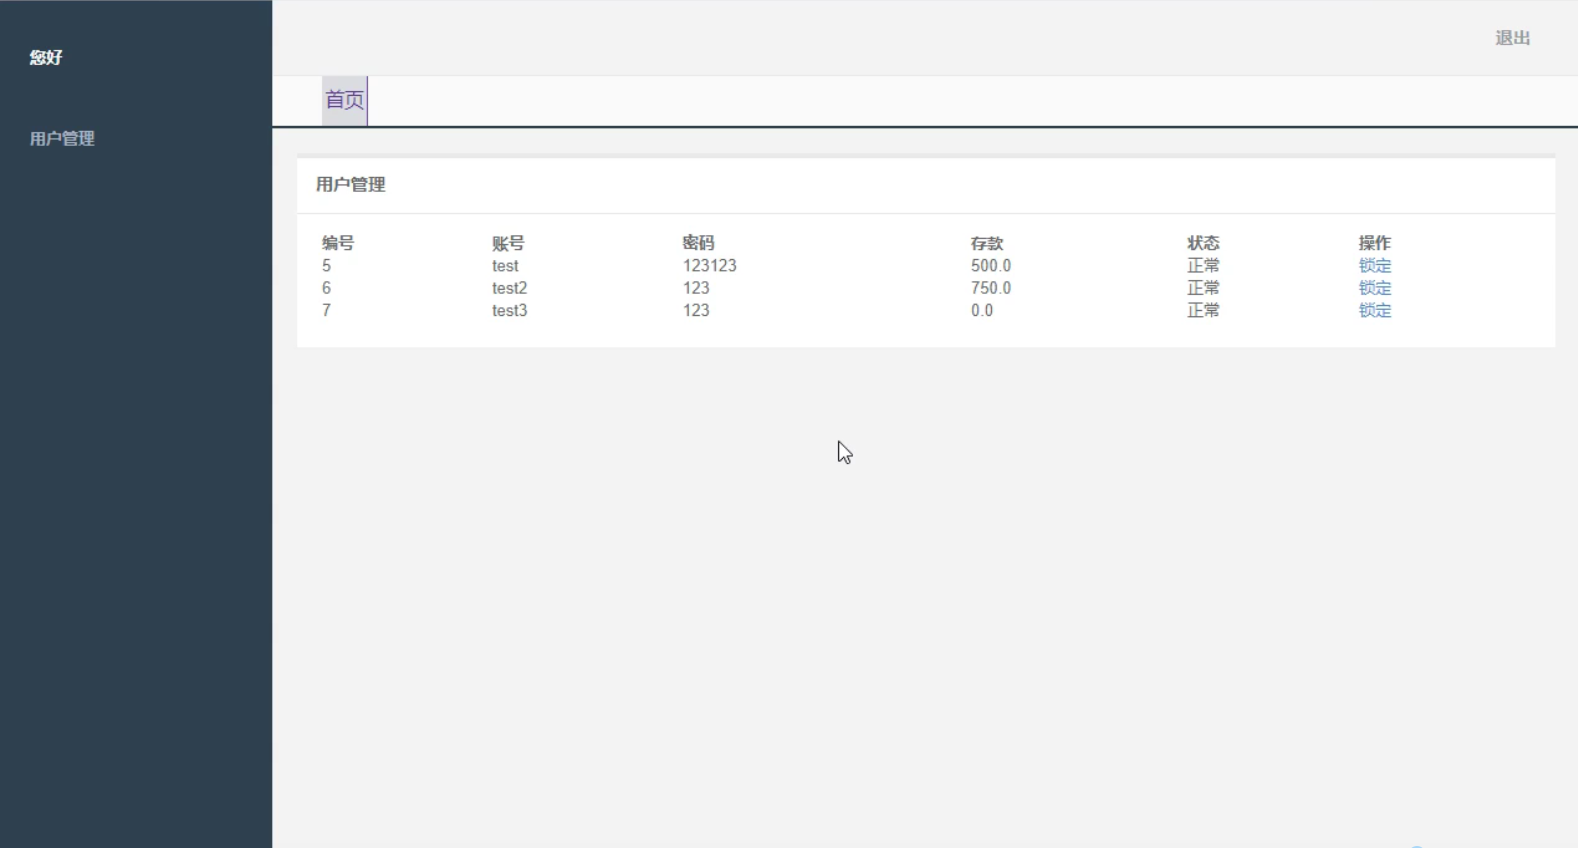 您好
用户管理
退出
首页
用户管理
编号 账号 密码 存款 状态 操作
5 test 123123 500.0 正常 锁定
6 test2 123 750.0 正常 锁定
7 test3 123 0.0 正常 锁定